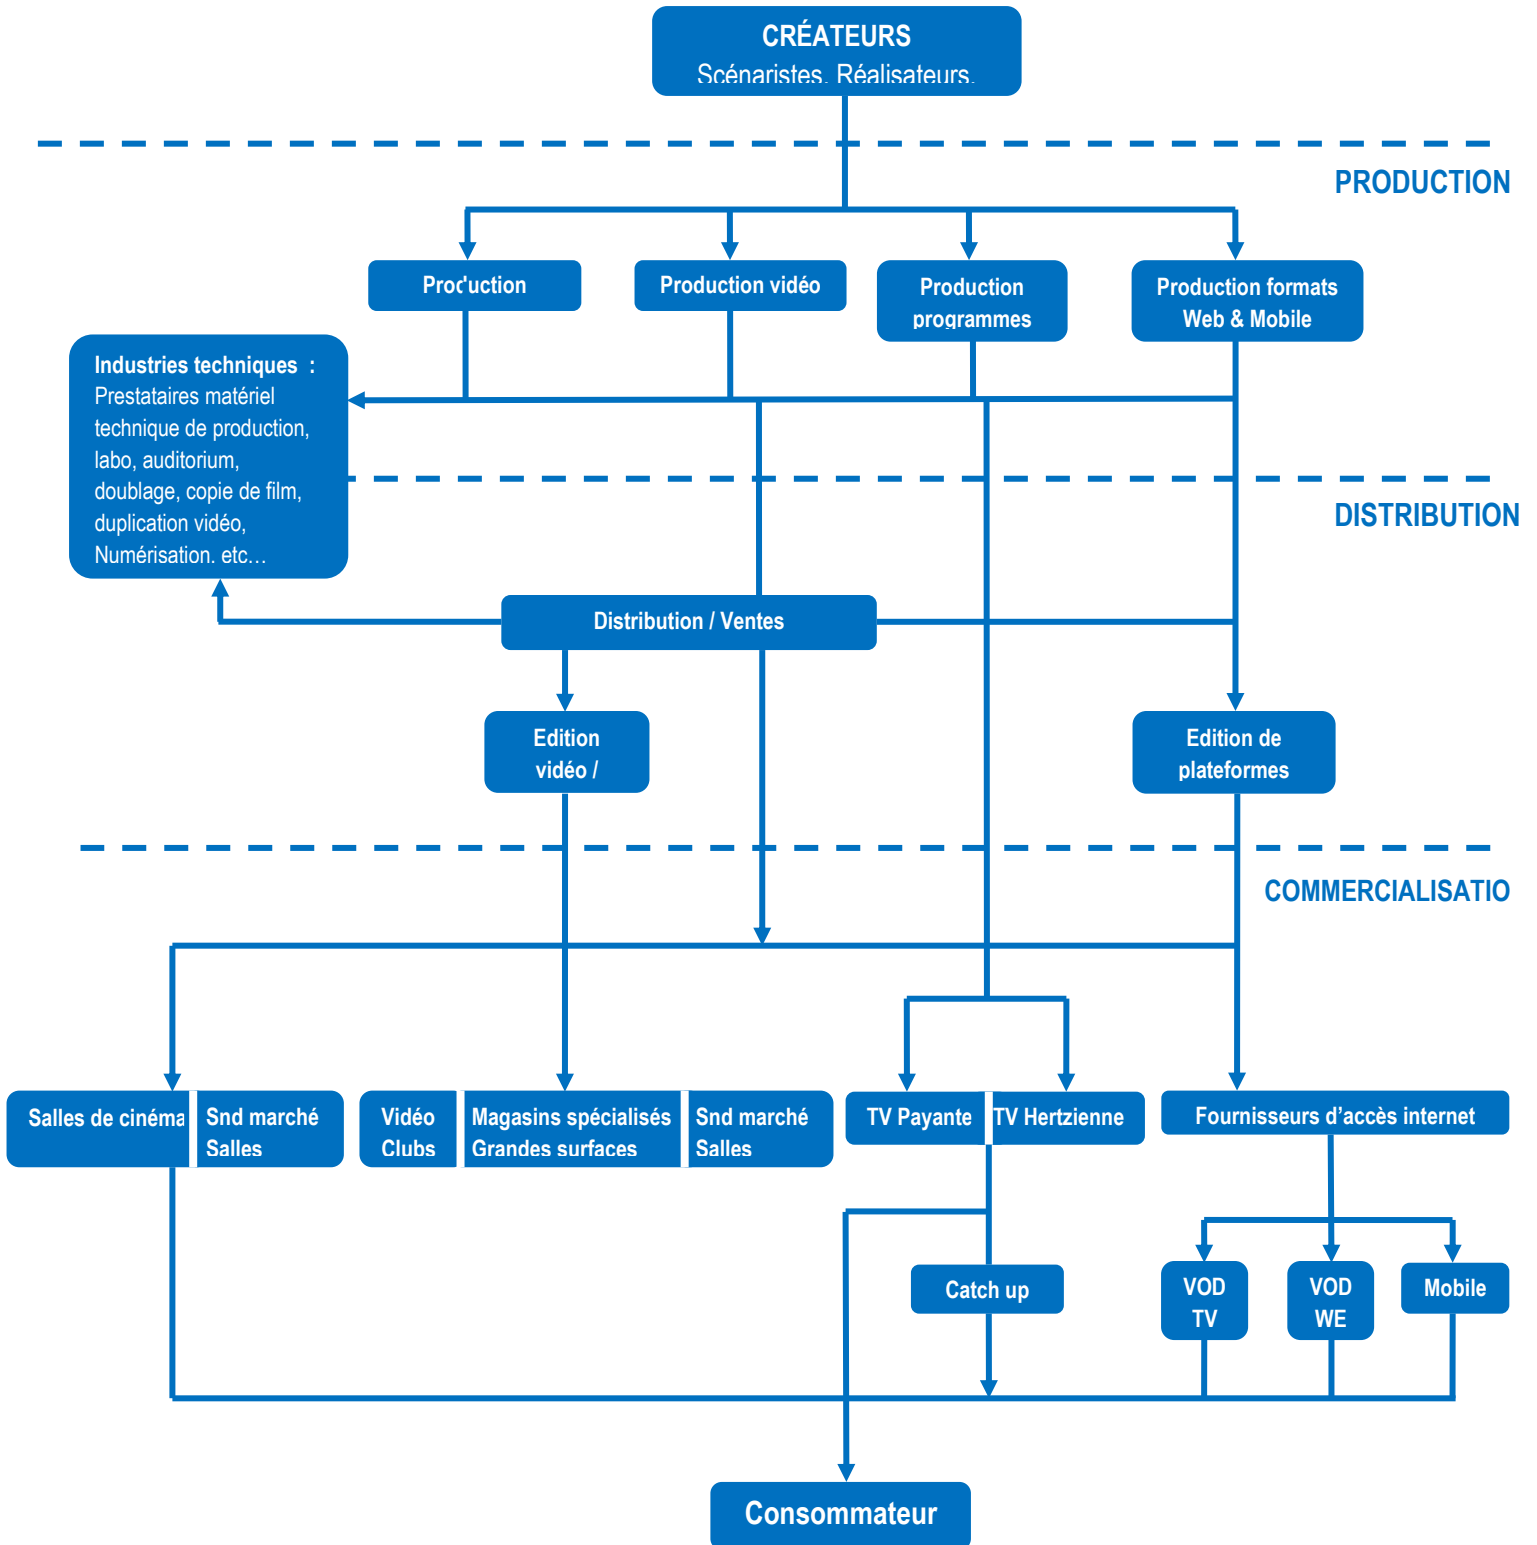 CRÉATEURS
Scénaristes. Réalisateurs.
PRODUCTION
Production
Production vidéo
Production
programmes
Production formats
Web & Mobile
Industries techniques :
Prestataires matériel
technique de production,
labo, auditorium,
doublage, copie de film,
duplication vidéo,
Numérisation. etc…
DISTRIBUTION
Distribution / Ventes
Edition
vidéo /
Edition de
plateformes
COMMERCIALISATIO
Salles de cinéma
Snd marché
Salles
Vidéo
Clubs
Magasins spécialisés
Grandes surfaces
Snd marché
Salles
TV Payante
TV Hertzienne
Fournisseurs d’accès internet
Catch up
VOD
TV
VOD
WE
Mobile
Consommateur